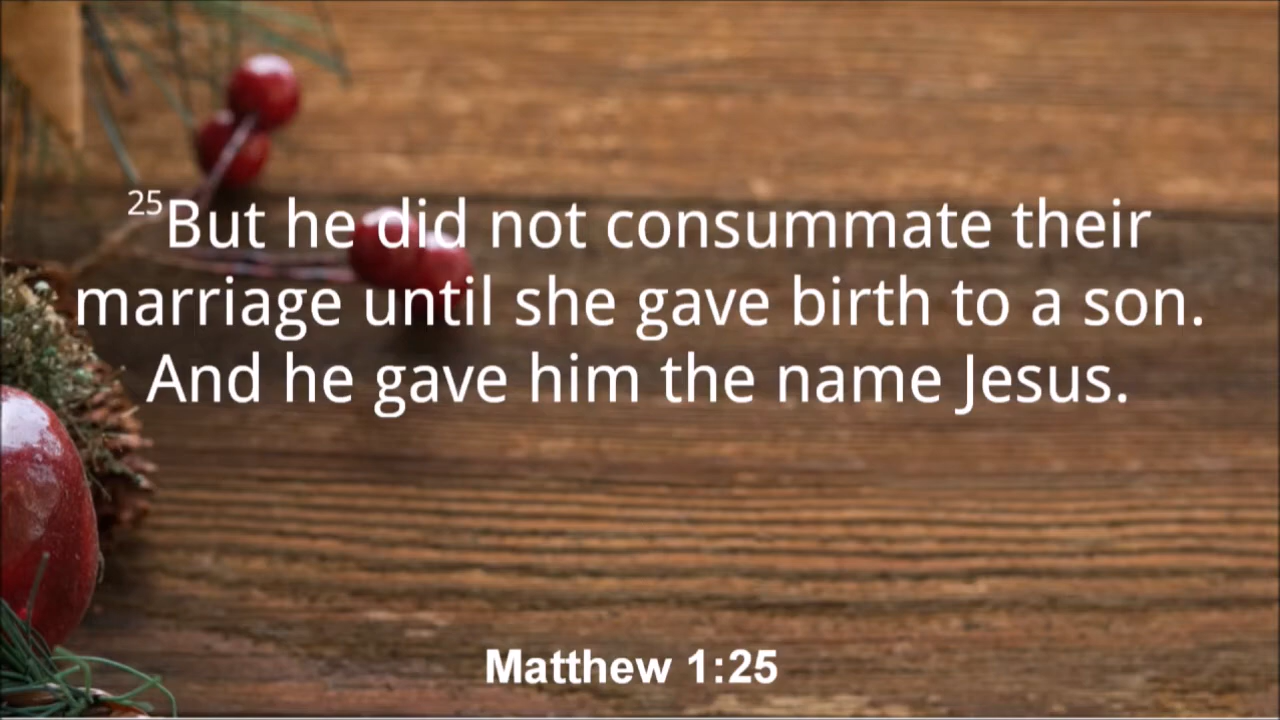 25But he did not consummate their
marriage until she gave birth to a son.
And he gave him the name Jesus.
Matthew 1:25